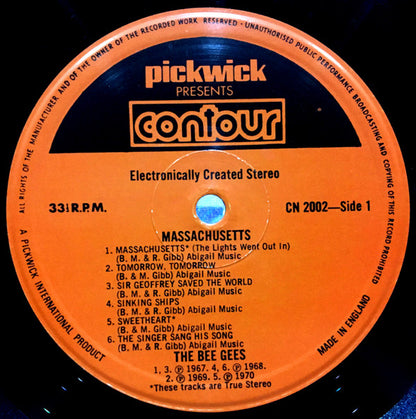 ALL RIGHTS OF THE MANUFACTURER AND OF THE OWNER OF THE RECORDED WORK RESERVED - UNAUTHORISED PUBLIC PERFORMANCE BROADCASTING AND COPYING OF THIS RECORD PROHIBITED
pickwick
PRESENTS
contour
Electronically Created Stereo
33⅓ R.P.M.
CN 2002—Side 1
MASSACHUSETTS
1. MASSACHUSETTS* (The Lights Went Out In)
(B. M. & R. Gibb) Abigail Music
2. TOMORROW, TOMORROW
(B. & M. Gibb) Abigail Music
3. SIR GEOFFREY SAVED THE WORLD
(B. M. & R. Gibb) Abigail Music
4. SINKING SHIPS
(B. M. & R. Gibb) Abigail Music
5. SWEETHEART*
(B. & M. Gibb) Abigail Music
6. THE SINGER SANG HIS SONG
(B. M. & R. Gibb) Abigail Music
THE BEE GEES
1, 3. ℗ 1967. 4, 6. ℗ 1968.
2. ℗ 1969. 5. ℗ 1970
*These tracks are True Stereo
A PICKWICK INTERNATIONAL PRODUCT
MADE IN ENGLAND